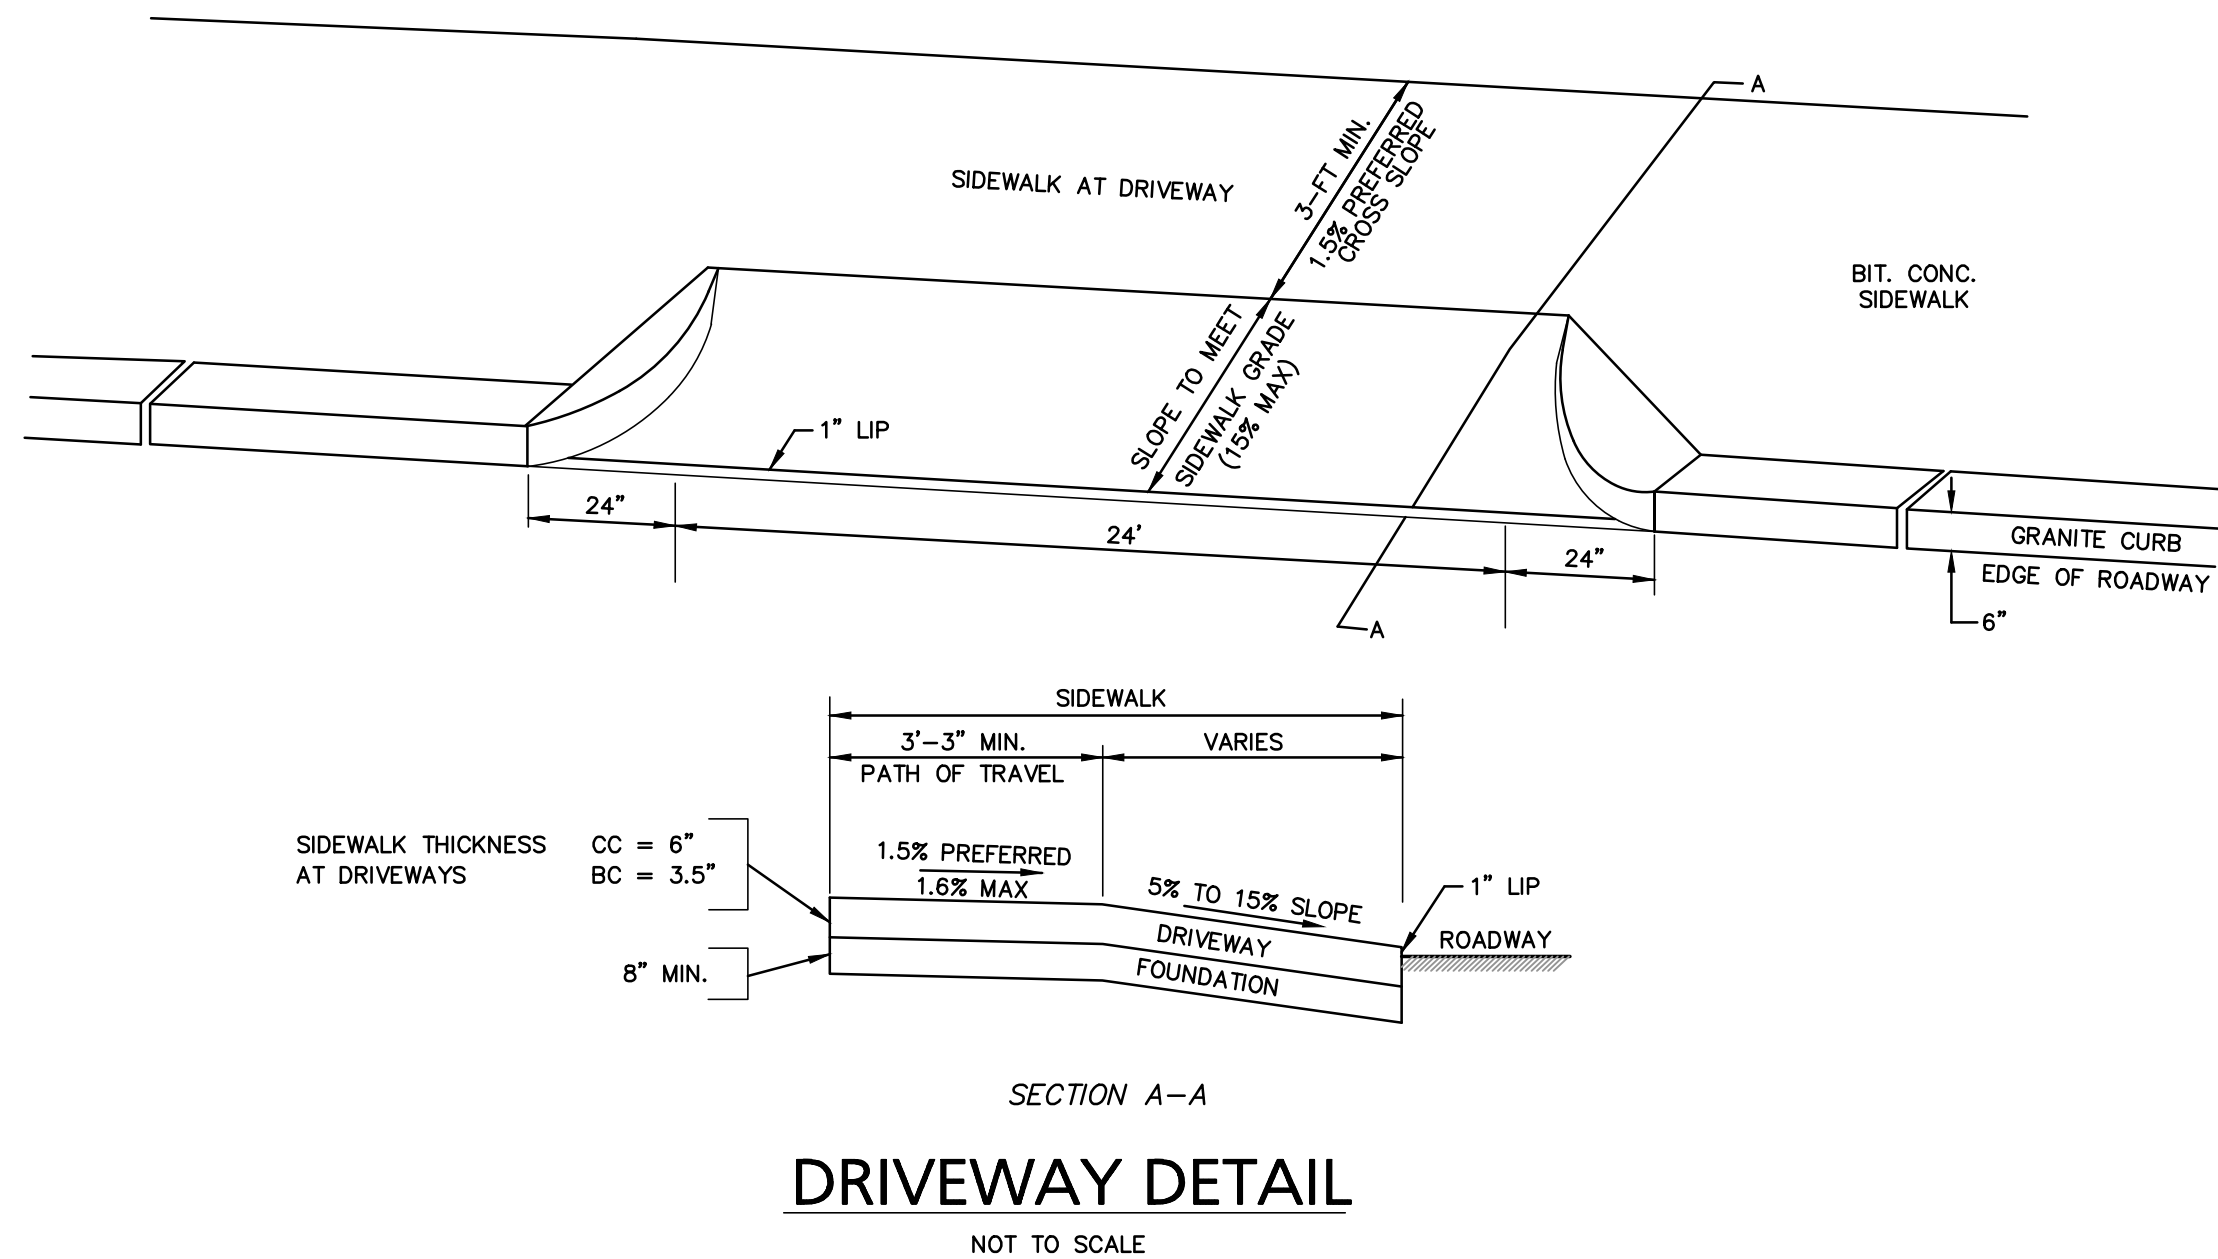 A
3-FT MIN.
1.5% PREFERRED
CROSS SLOPE
SIDEWALK AT DRIVEWAY
BIT. CONC.
SIDEWALK
SLOPE TO MEET
SIDEWALK GRADE
(15% MAX)
1" LIP
24"
24'
24"
GRANITE CURB
EDGE OF ROADWAY
6"
A
SIDEWALK
3'-3" MIN.
VARIES
PATH OF TRAVEL
SIDEWALK THICKNESS CC = 6"
AT DRIVEWAYS BC = 3.5"
1.5% PREFERRED
1.6% MAX
5% TO 15% SLOPE
1" LIP
DRIVEWAY
ROADWAY
8" MIN.
FOUNDATION
SECTION A-A
DRIVEWAY DETAIL
NOT TO SCALE